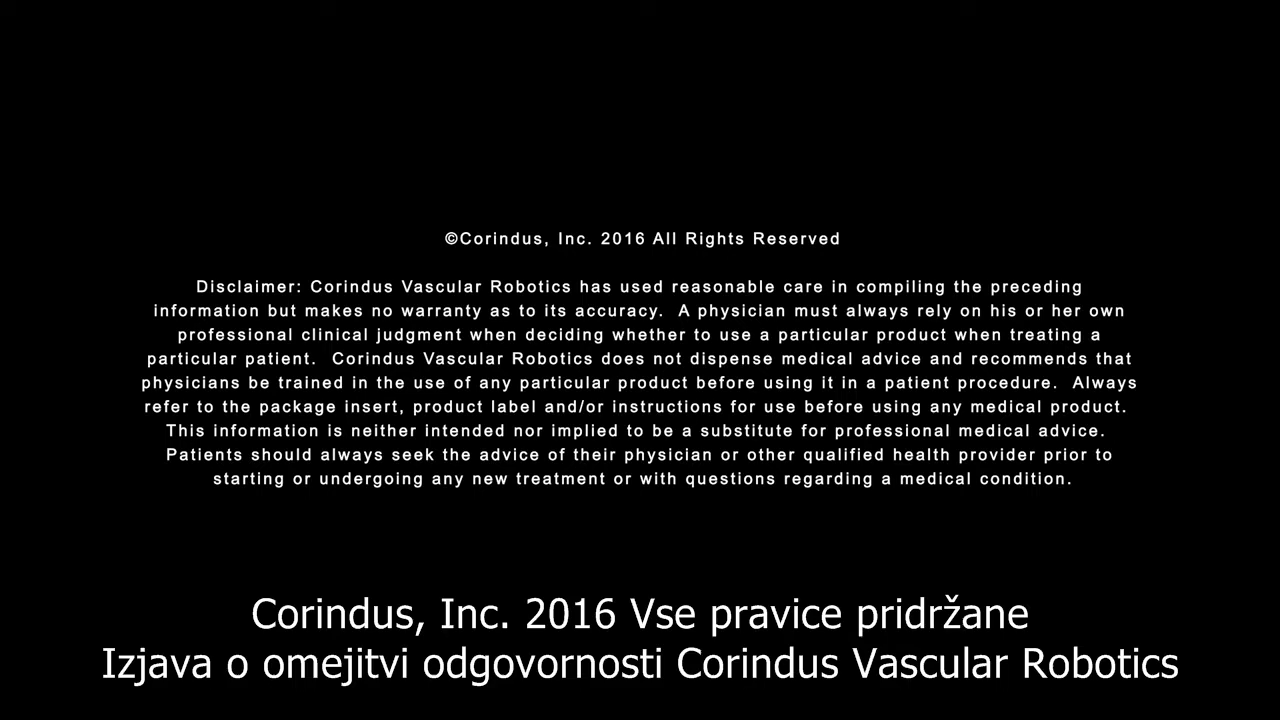 ©Corindus, Inc. 2016 All Rights Reserved
Disclaimer: Corindus Vascular Robotics has used reasonable care in compiling the preceding
information but makes no warranty as to its accuracy.  A physician must always rely on his or her own
professional clinical judgment when deciding whether to use a particular product when treating a
particular patient.  Corindus Vascular Robotics does not dispense medical advice and recommends that
physicians be trained in the use of any particular product before using it in a patient procedure.  Always
refer to the package insert, product label and/or instructions for use before using any medical product.
This information is neither intended nor implied to be a substitute for professional medical advice.
Patients should always seek the advice of their physician or other qualified health provider prior to
starting or undergoing any new treatment or with questions regarding a medical condition.
Corindus, Inc. 2016 Vse pravice pridržane
Izjava o omejitvi odgovornosti Corindus Vascular Robotics